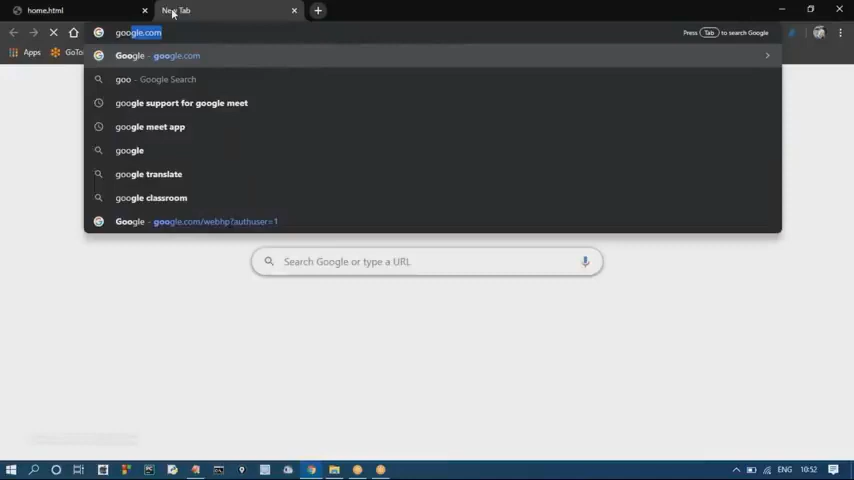 home.html
New Tab
google.com
Press Tab to search Google
Apps
GoTo
Google - google.com
goo - Google Search
google support for google meet
google meet app
google
google translate
google classroom
Google - google.com/webhp?authuser=1
Search Google or type a URL
ENG
10:52